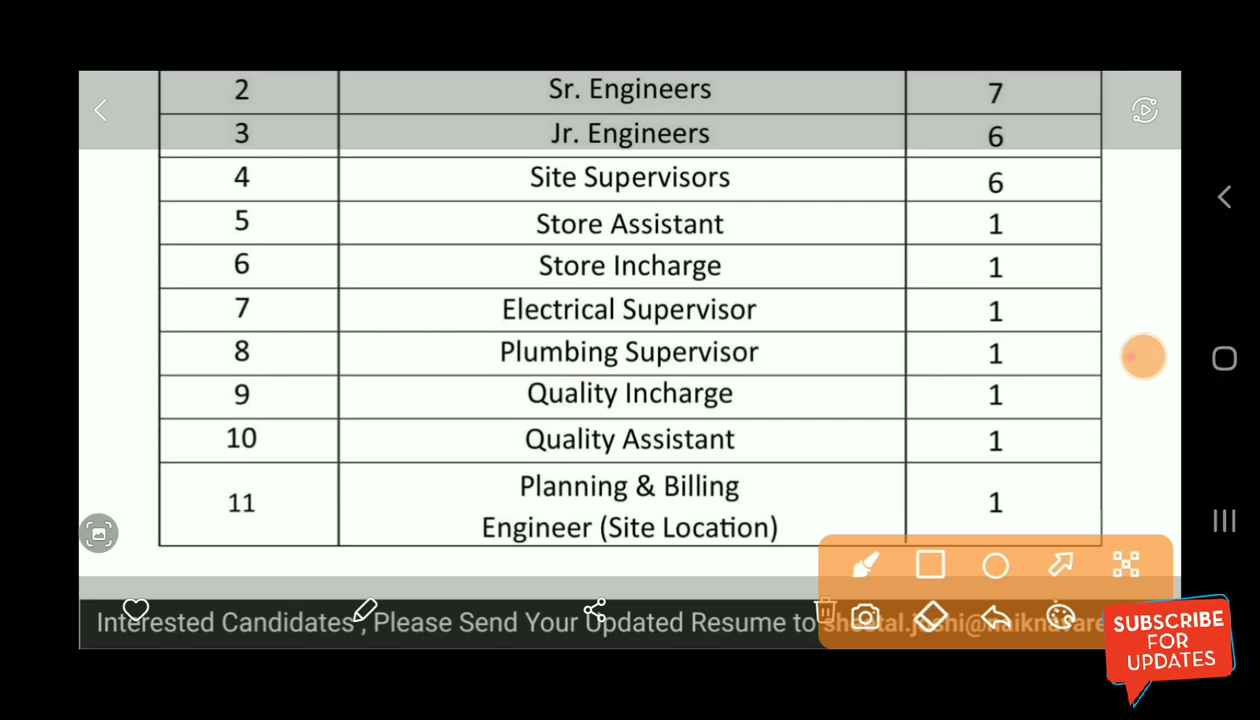 2 Sr. Engineers 7
3 Jr. Engineers 6
4 Site Supervisors 6
5 Store Assistant 1
6 Store Incharge 1
7 Electrical Supervisor 1
8 Plumbing Supervisor 1
9 Quality Incharge 1
10 Quality Assistant 1
11 Planning & Billing
Engineer (Site Location) 1
Interested Candidates , Please Send Your Updated Resume to
SUBSCRIBE
FOR
UPDATES